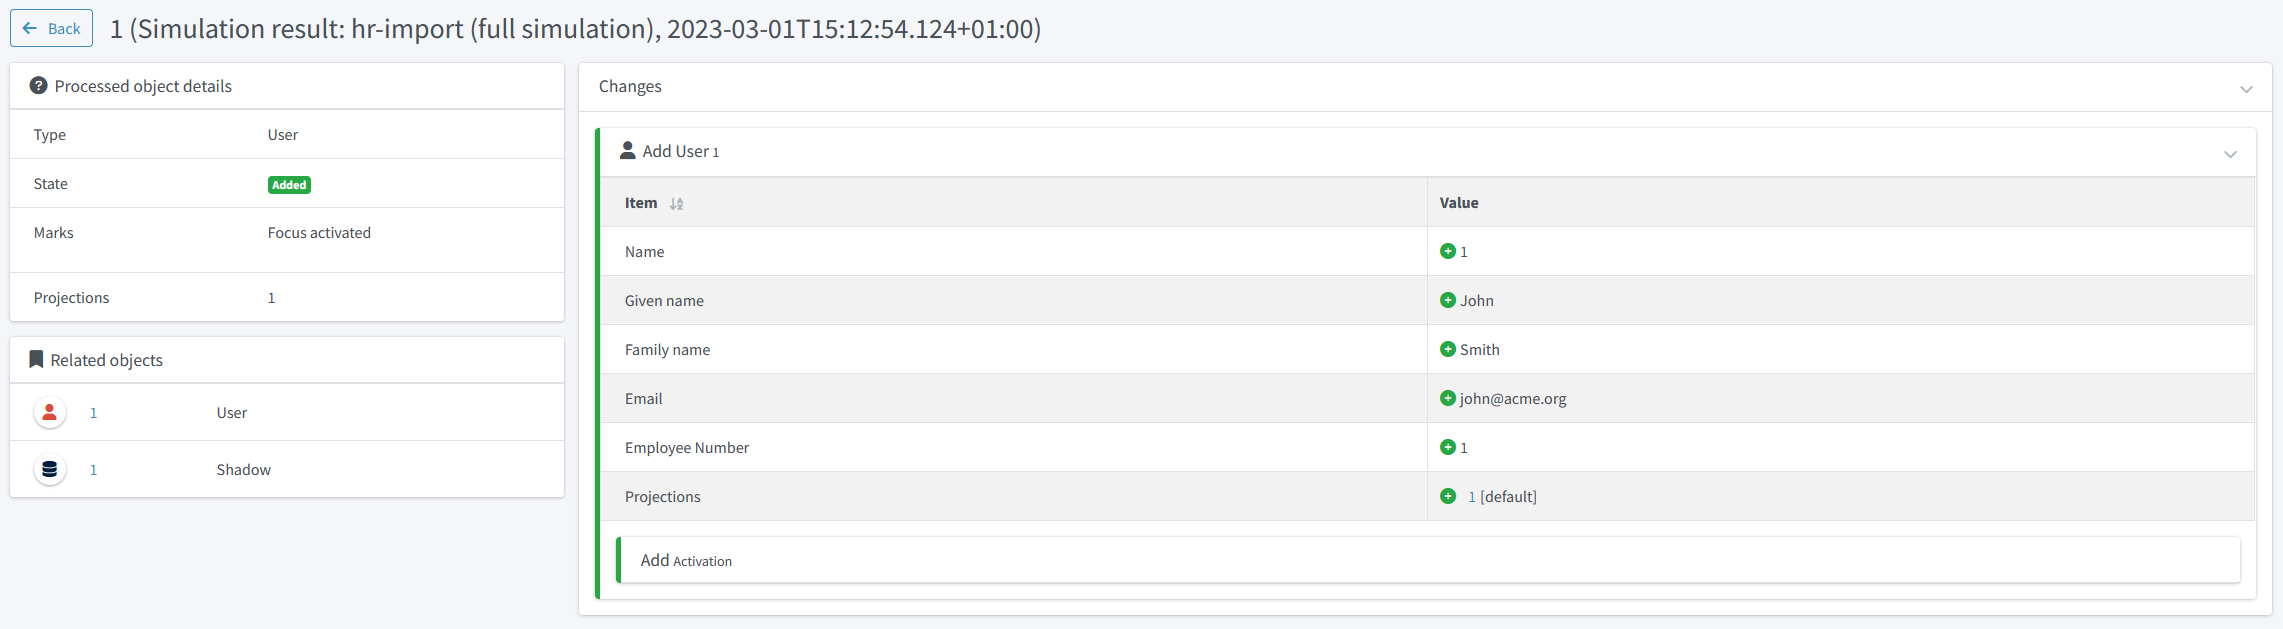 Back
1 (Simulation result: hr-import (full simulation), 2023-03-01T15:12:54.124+01:00)
Processed object details
Type User
State Added
Marks Focus activated
Projections 1
Related objects
1 User
1 Shadow
Changes
Add User 1
Item Value
Name 1
Given name John
Family name Smith
Email john@acme.org
Employee Number 1
Projections 1 [default]
Add Activation